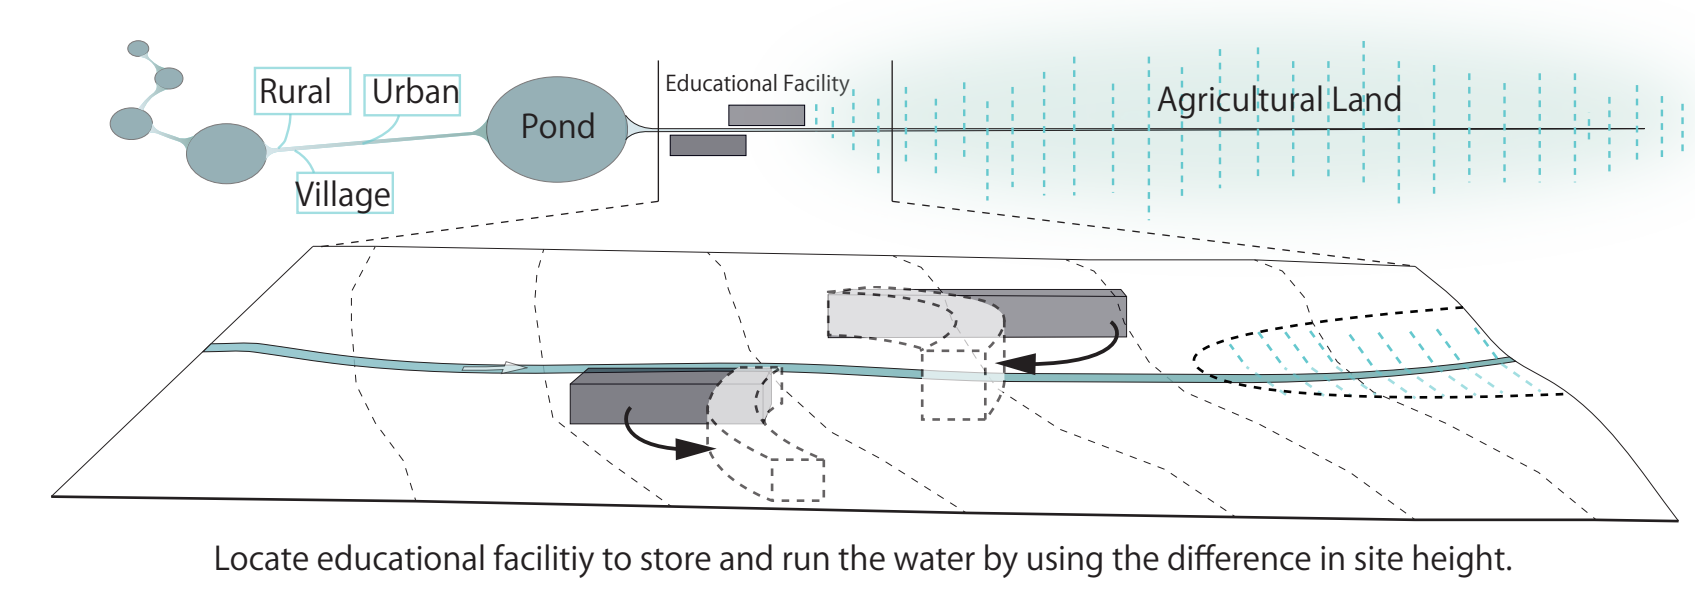 Rural
Urban
Village
Pond
Educational Facility
Agricultural Land
Locate educational facilitiy to store and run the water by using the difference in site height.